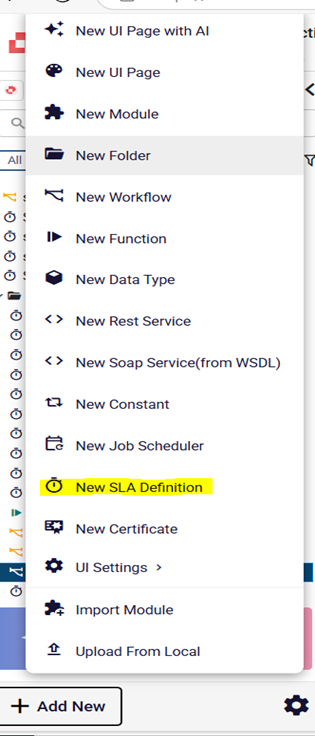 New UI Page with AI
New UI Page
New Module
New Folder
All
New Workflow
New Function
New Data Type
New Rest Service
New Soap Service(from WSDL)
New Constant
New Job Scheduler
New SLA Definition
New Certificate
UI Settings >
Import Module
Upload From Local
+ Add New